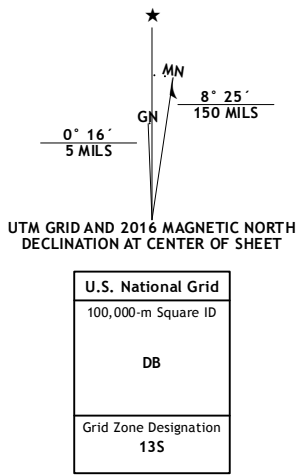 ★
MN
GN
8° 25´
150 MILS
0° 16´
5 MILS
UTM GRID AND 2016 MAGNETIC NORTH
DECLINATION AT CENTER OF SHEET
U.S. National Grid
100,000-m Square ID
DB
Grid Zone Designation
13S